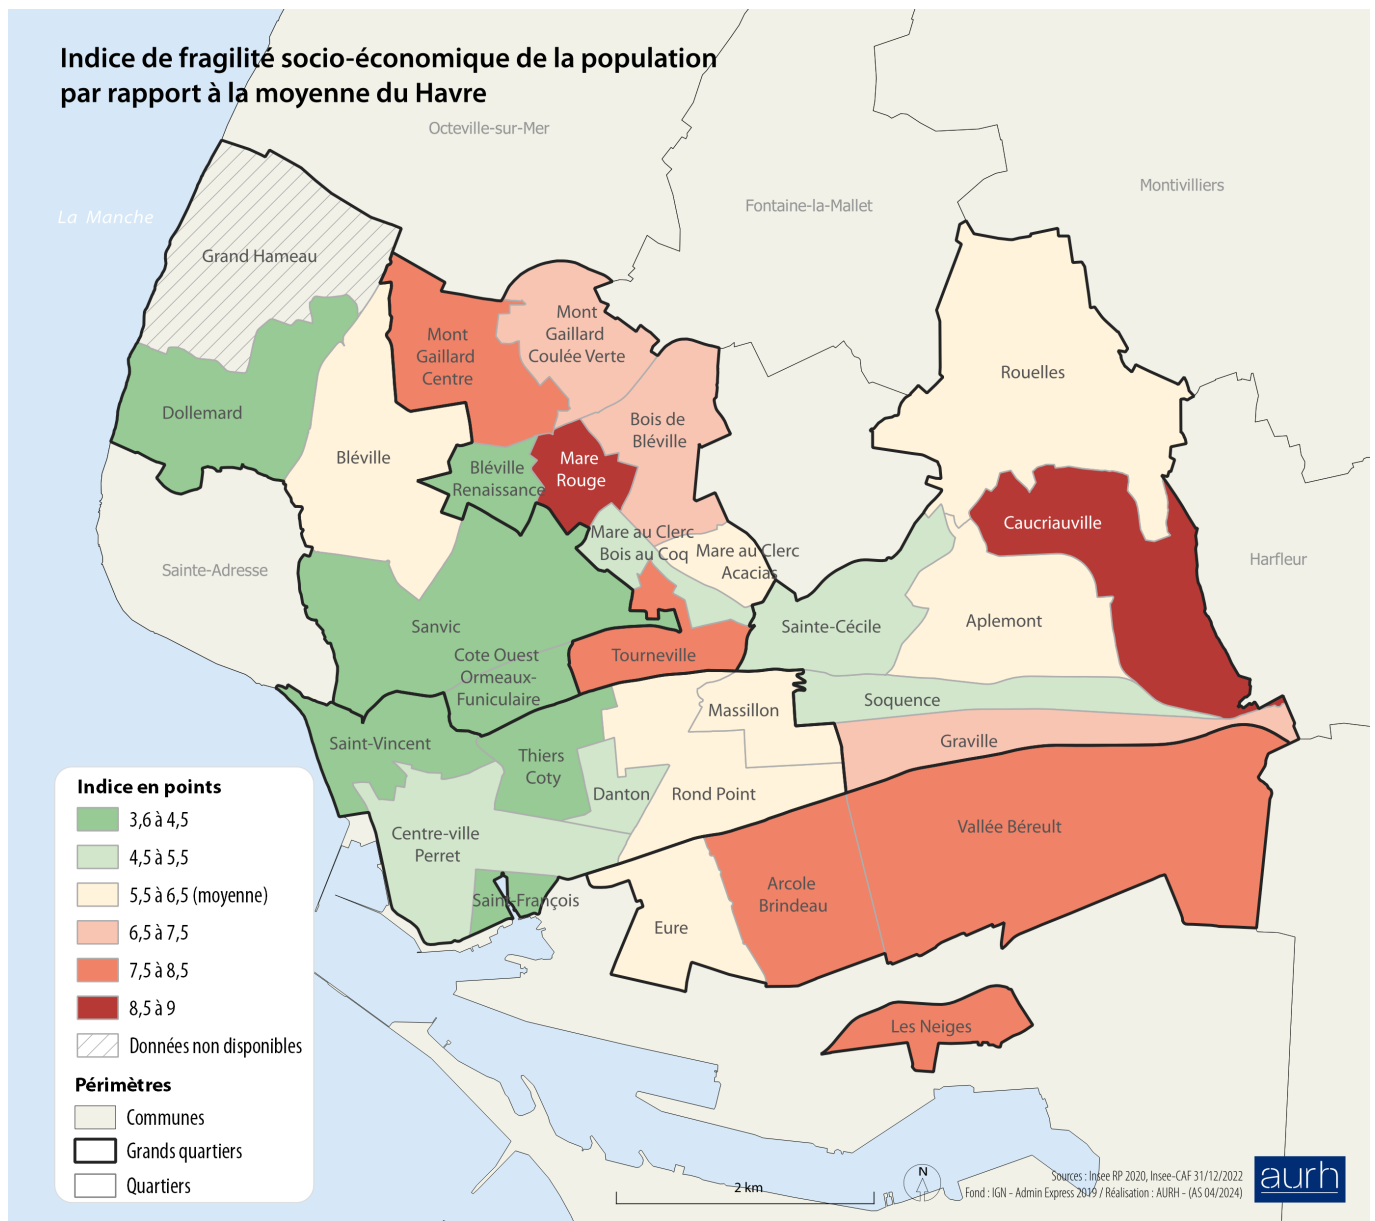 Indice de fragilité socio-économique de la population
par rapport à la moyenne du Havre
Octeville-sur-Mer
Montivilliers
Fontaine-la-Mallet
La Manche
Grand Hameau
Mont
Gaillard
Coulée Verte
Mont
Gaillard
Centre
Rouelles
Dollemard
Bois de
Bléville
Bléville
Mare
Rouge
Bléville
Renaissance
Caucriauville
Mare au Clerc
Bois au Coq
Mare au Clerc
Acacias
Harfleur
Sainte-Adresse
Sanvic
Sainte-Cécile
Aplemont
Cote Ouest
Ormeaux-
Funiculaire
Tourneville
Soquence
Massillon
Saint-Vincent
Graville
Thiers
Coty
Danton
Rond Point
Centre-ville
Perret
Vallée Béreult
Arcole
Brindeau
Saint-François
Eure
Les Neiges
Indice en points
3,6 à 4,5
4,5 à 5,5
5,5 à 6,5 (moyenne)
6,5 à 7,5
7,5 à 8,5
8,5 à 9
Données non disponibles
Périmètres
Communes
Grands quartiers
Quartiers
2 km
N
Sources : Insee RP 2020, Insee-CAF 31/12/2022
Fond : IGN - Admin Express 2019 / Réalisation : AURH - (AS 04/2024)
aurh